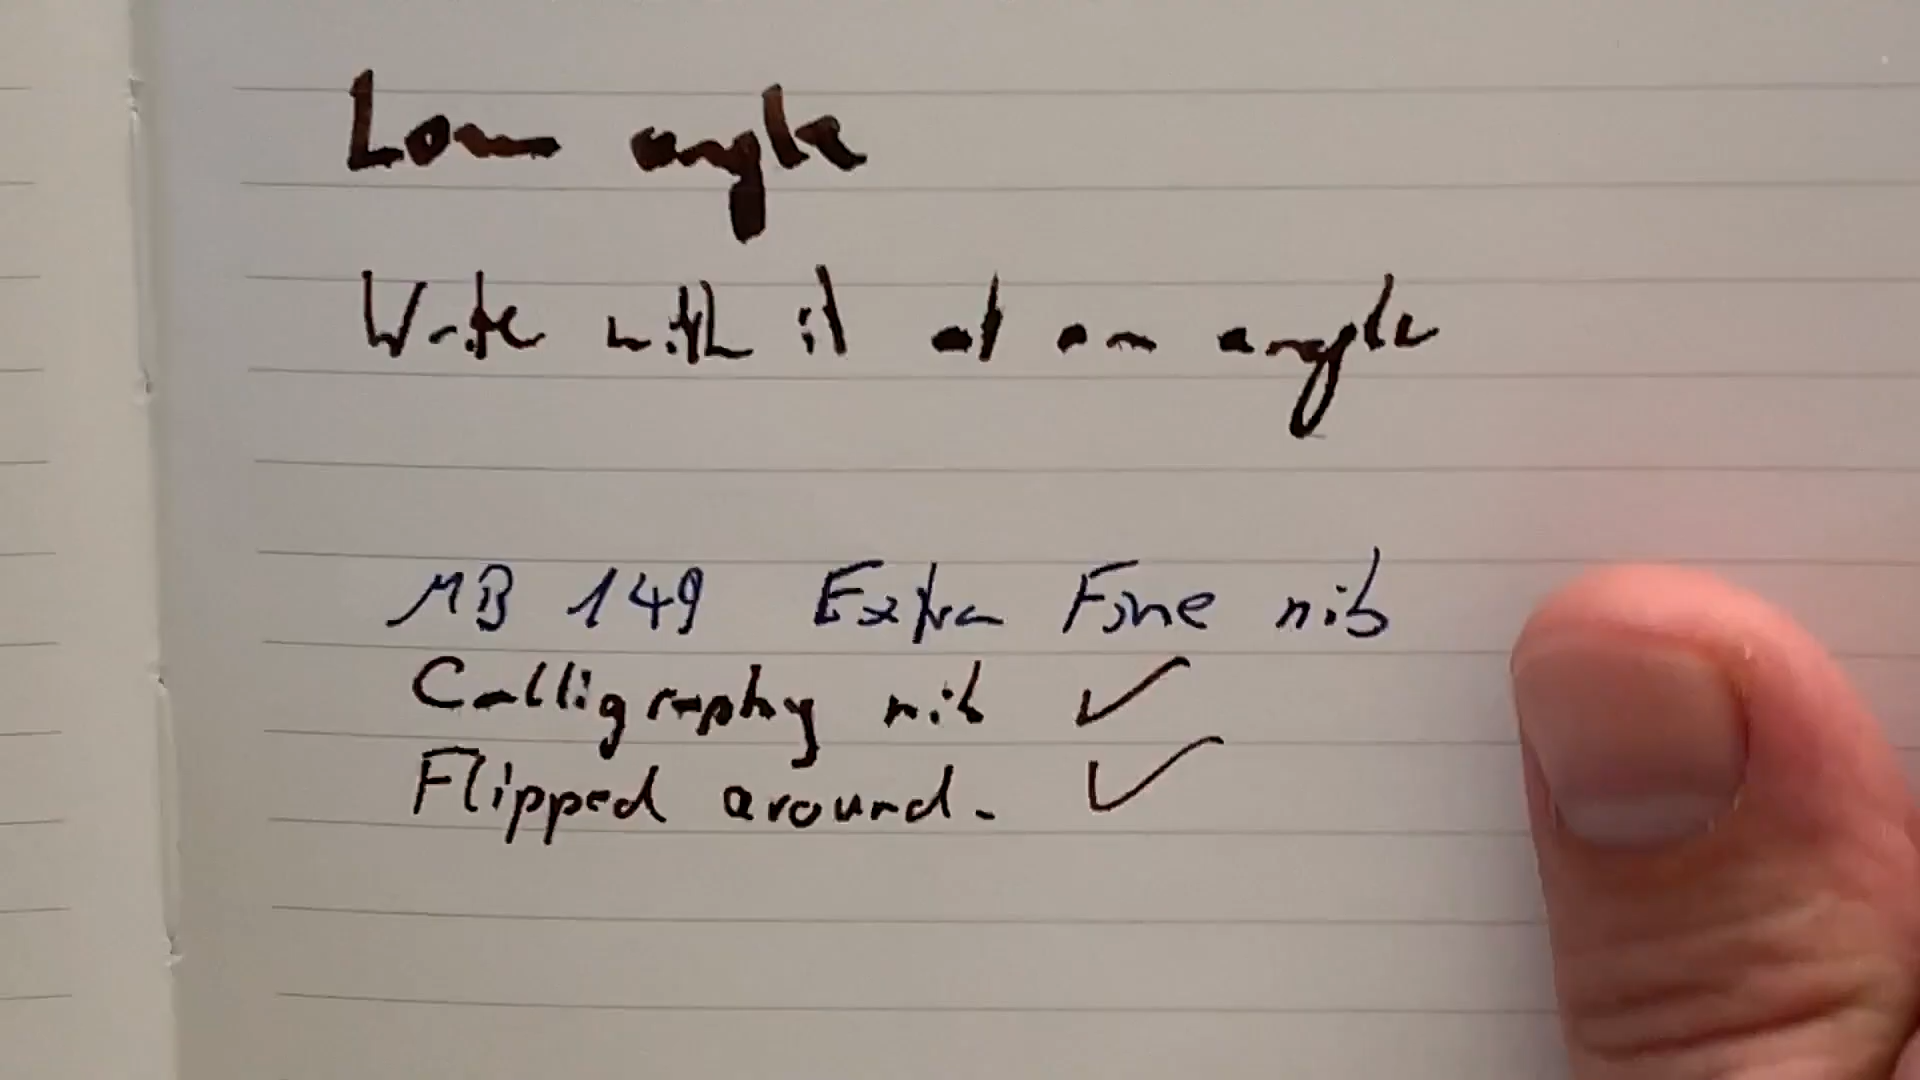 Low angle
Write with it at an angle
MB 149 Extra Fine nib
Calligraphy nib ✓
Flipped around. ✓